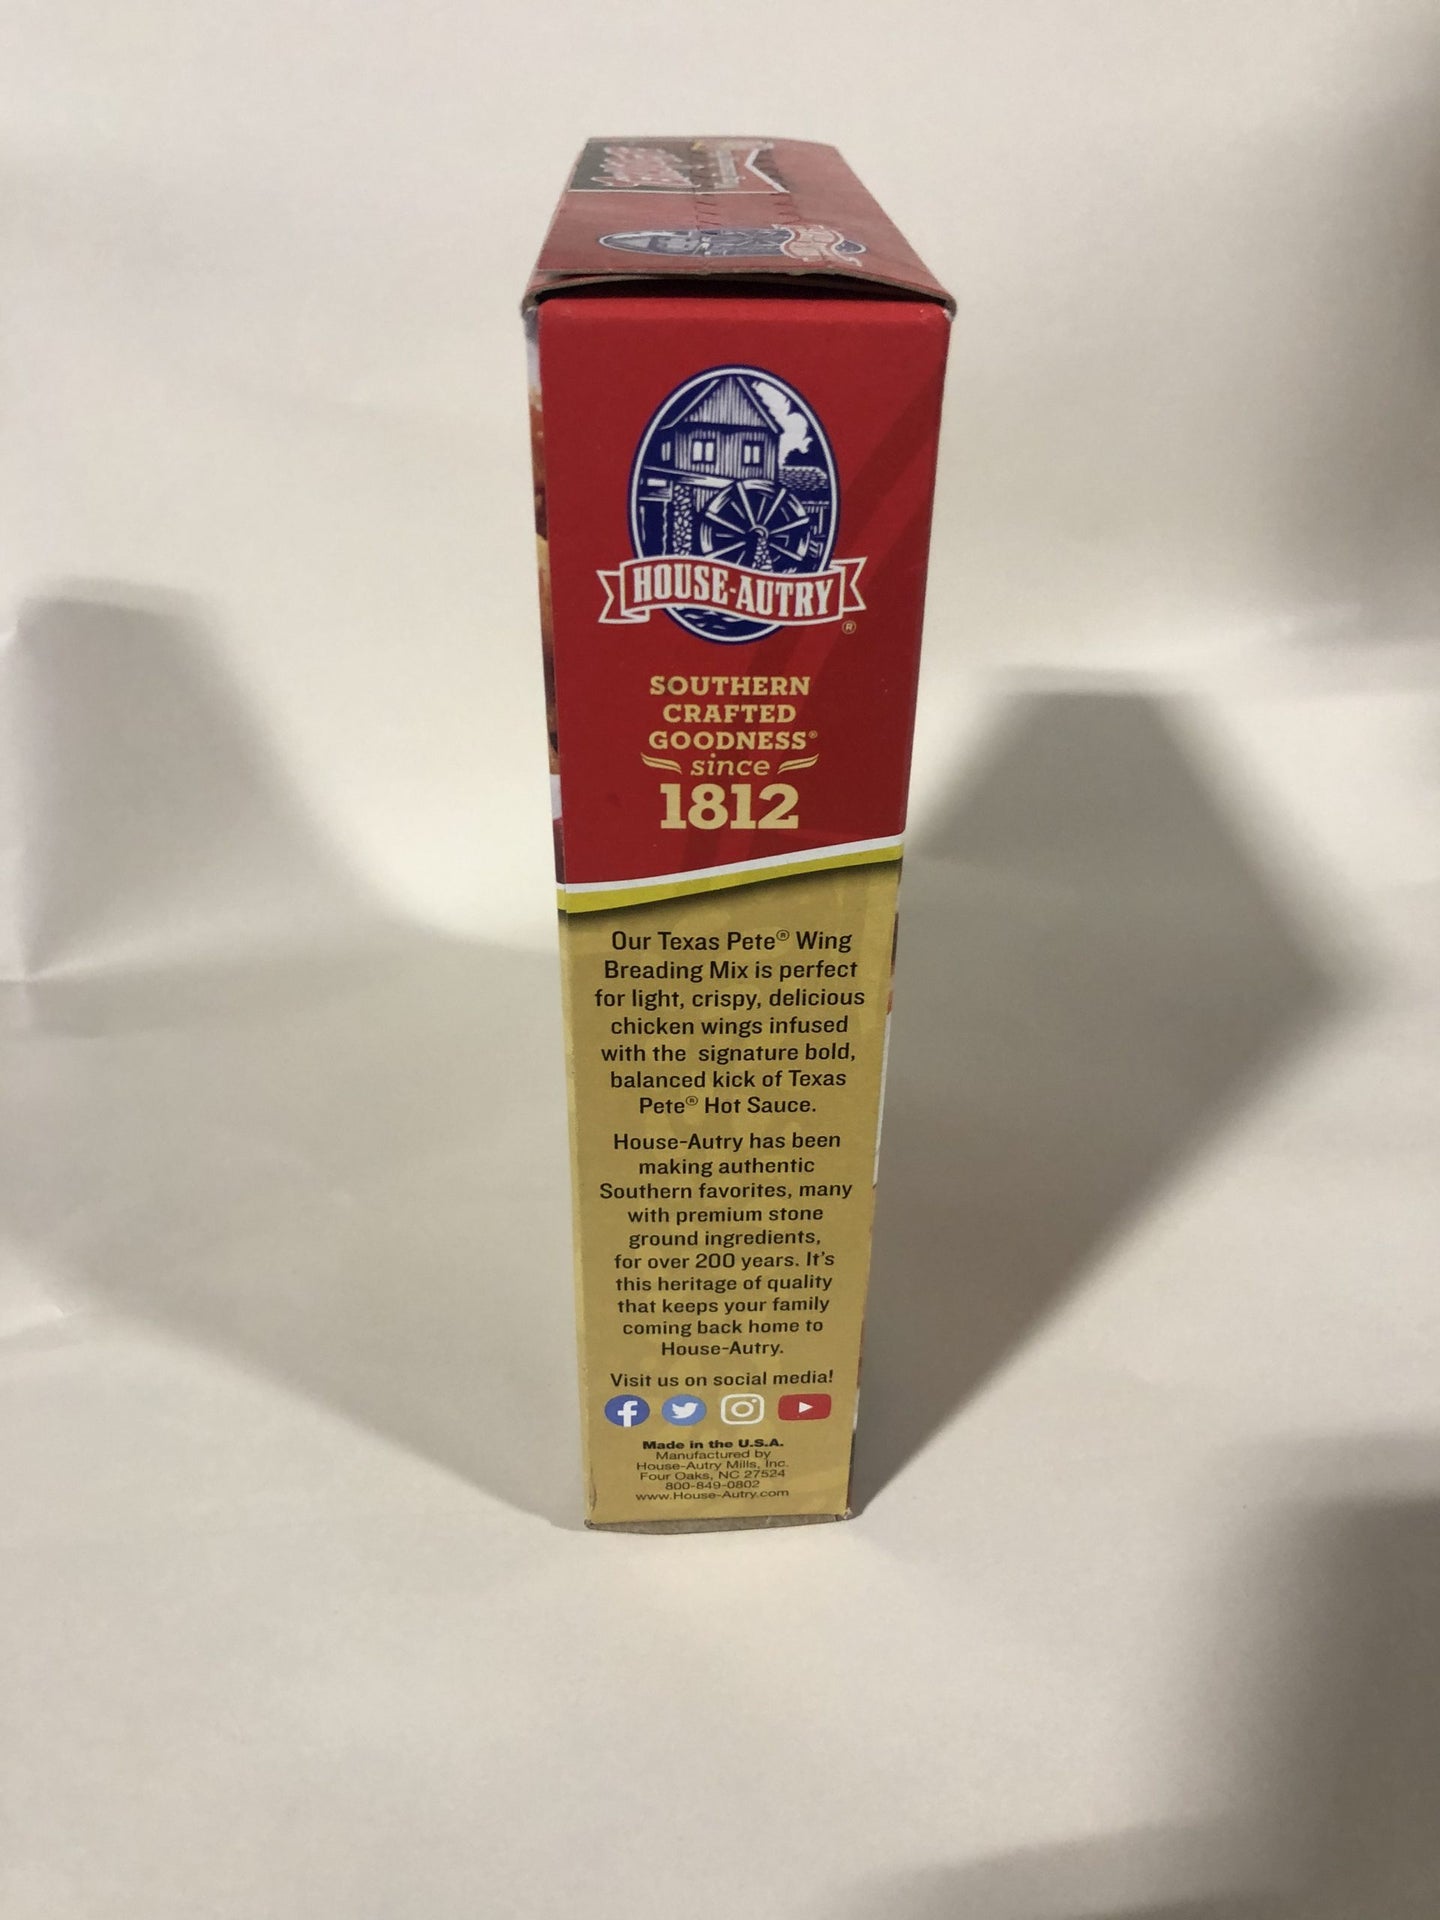 HOUSE-AUTRY
®
SOUTHERN
CRAFTED
GOODNESS®
since
1812
Our Texas Pete® Wing
Breading Mix is perfect
for light, crispy, delicious
chicken wings infused
with the signature bold,
balanced kick of Texas
Pete® Hot Sauce.
House-Autry has been
making authentic
Southern favorites, many
with premium stone
ground ingredients,
for over 200 years. It's
this heritage of quality
that keeps your family
coming back home to
House-Autry.
Visit us on social media!
Made in the U.S.A.
Manufactured by
House-Autry Mills, Inc.
Four Oaks, NC 27524
800-849-0802
www.House-Autry.com